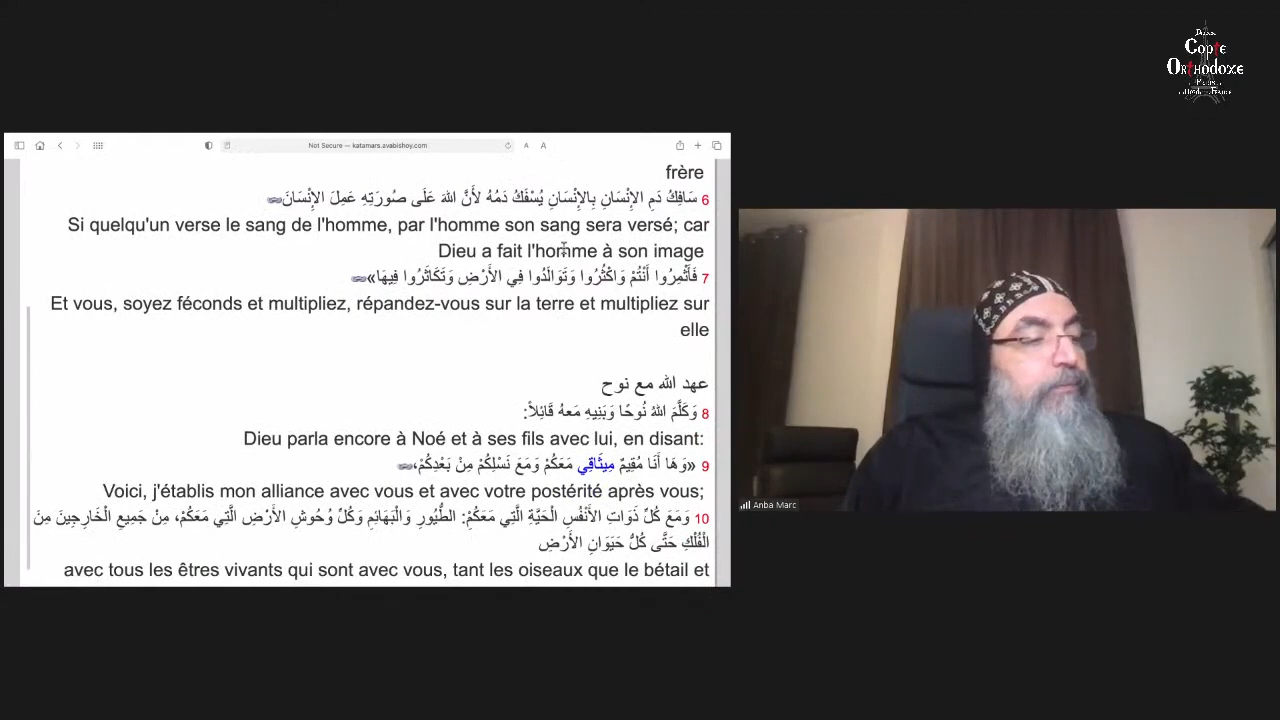 Copte
Orthodoxe
Not Secure — katamars.avabishoy.com
A A
frère
6 سَافِكُ دَمِ الإِنْسَانِ بِالإِنْسَانِ يُسْفَكُ دَمُهُ لأَنَّ اللهَ عَلَى صُورَتِهِ عَمِلَ الإِنْسَانَ
Si quelqu'un verse le sang de l'homme, par l'homme son sang sera versé; car
Dieu a fait l'homme à son image
7 فَأَثْمِرُوا أَنْتُمْ وَاكْثُرُوا وَتَوَالَدُوا فِي الأَرْضِ وَتَكَاثَرُوا فِيهَا»
Et vous, soyez féconds et multipliez, répandez-vous sur la terre et multipliez sur
elle
عهد الله مع نوح
8 وَكَلَّمَ اللهُ نُوحًا وَبَنِيهِ مَعهُ قَائِلاً:
Dieu parla encore à Noé et à ses fils avec lui, en disant:
9 «وَهَا أَنَا مُقِيمٌ مِيثَاقِي مَعَكُمْ وَمَعَ نَسْلِكُمْ مِنْ بَعْدِكُمْ،
Voici, j'établis mon alliance avec vous et avec votre postérité après vous;
10 وَمَعَ كُلِّ ذَوَاتِ الأَنْفُسِ الْحَيَّةِ الَّتِي مَعَكُمْ: الطُّيُورِ وَالْبَهَائِمِ وَكُلِّ وُحُوشِ الأَرْضِ الَّتِي مَعَكُمْ، مِنْ جَمِيعِ الْخَارِجِينَ مِنَ
الْفُلْكِ حَتَّى كُلُّ حَيَوَانِ الأَرْضِ
avec tous les êtres vivants qui sont avec vous, tant les oiseaux que le bétail et
Anba Marc